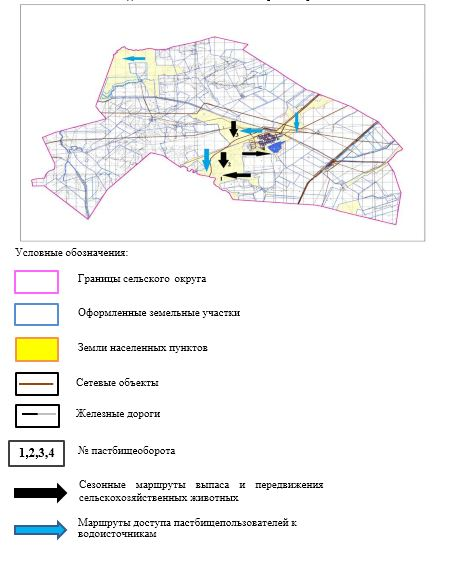 Условные обозначения:
Границы сельского округа
Оформленные земельные участки
Земли населенных пунктов
Сетевые объекты
Железные дороги
1,2,3,4 № пастбищеоборота
Сезонные маршруты выпаса и передвижения
сельскохозяйственных животных
Маршруты доступа пастбищепользователей к
водоисточникам